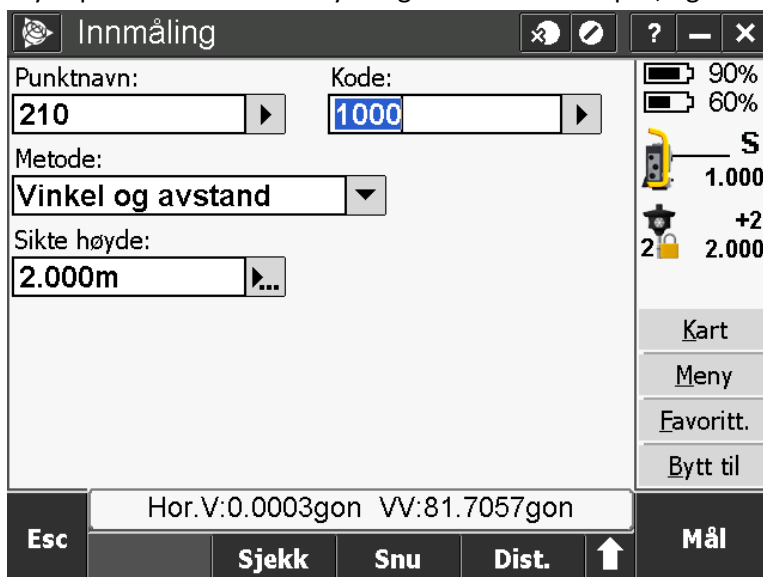 Innmåling ? – ×
Punktnavn: Kode:
210 1000
Metode:
Vinkel og avstand
Sikte høyde:
2.000m
90%
60%
S
1.000
+2
2 2.000
Kart
Meny
Favoritt.
Bytt til
Hor.V:0.0003gon VV:81.7057gon
Esc Sjekk Snu Dist. Mål